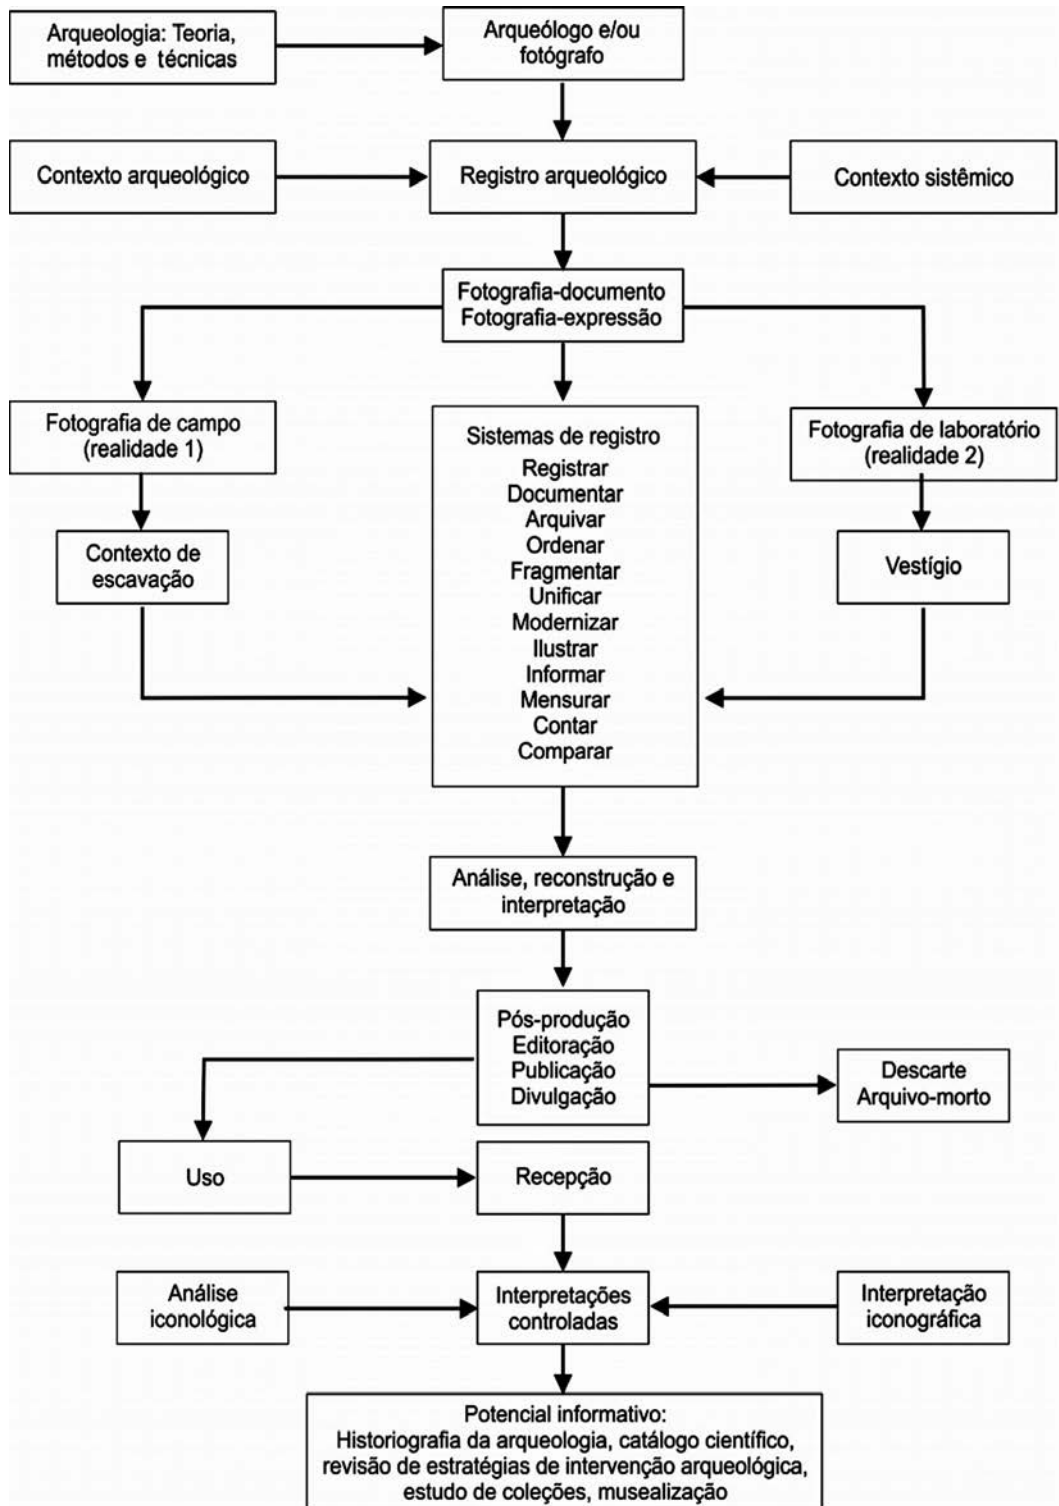 Arqueologia: Teoria,
métodos e técnicas
Arqueólogo e/ou
fotógrafo
Contexto arqueológico
Registro arqueológico
Contexto sistêmico
Fotografia-documento
Fotografia-expressão
Fotografia de campo
(realidade 1)
Sistemas de registro
Registrar
Documentar
Arquivar
Ordenar
Fragmentar
Unificar
Modernizar
Ilustrar
Informar
Mensurar
Contar
Comparar
Fotografia de laboratório
(realidade 2)
Contexto de
escavação
Vestígio
Análise, reconstrução e
interpretação
Pós-produção
Editoração
Publicação
Divulgação
Descarte
Arquivo-morto
Uso
Recepção
Análise
iconológica
Interpretações
controladas
Interpretação
iconográfica
Potencial informativo:
Historiografia da arqueologia, catálogo científico,
revisão de estratégias de intervenção arqueológica,
estudo de coleções, musealização